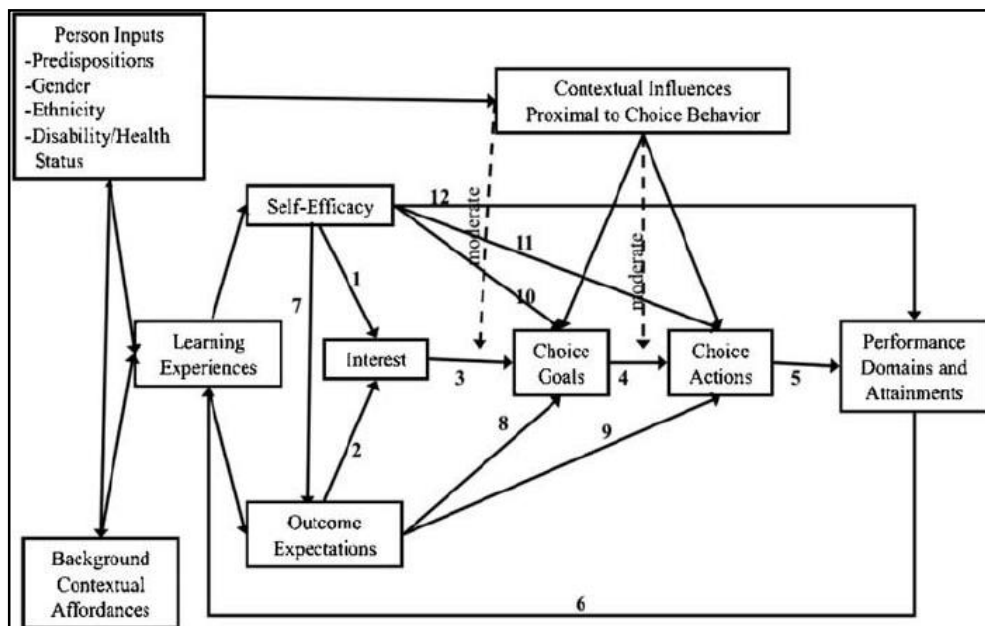 Person Inputs
-Predispositions
-Gender
-Ethnicity
-Disability/Health
Status
Contextual Influences
Proximal to Choice Behavior
Self-Efficacy
12
moderate
11
moderate
10
1
7
Learning
Experiences
Interest
3
Choice
Goals
4
Choice
Actions
5
Performance
Domains and
Attainments
2
8
9
Outcome
Expectations
Background
Contextual
Affordances
6